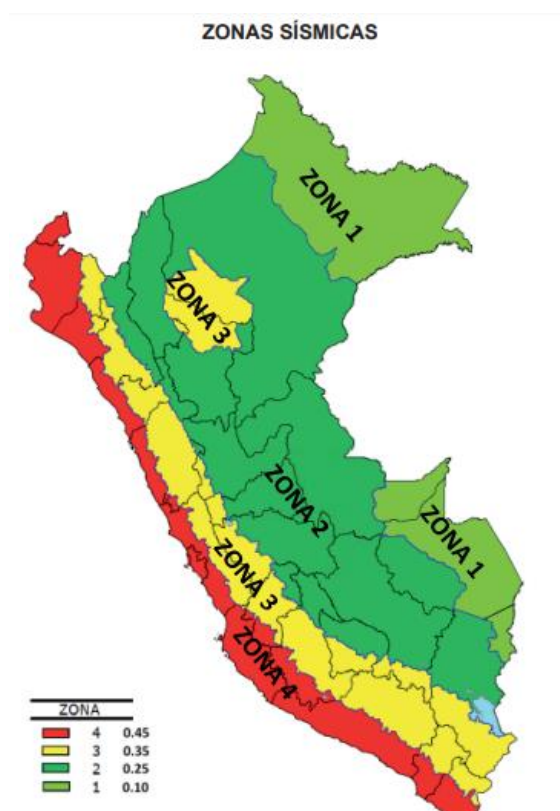 ZONAS SÍSMICAS
ZONA 1
ZONA 3
ZONA 2
ZONA 1
ZONA 3
ZONA 4
ZONA
4 0.45
3 0.35
2 0.25
1 0.10